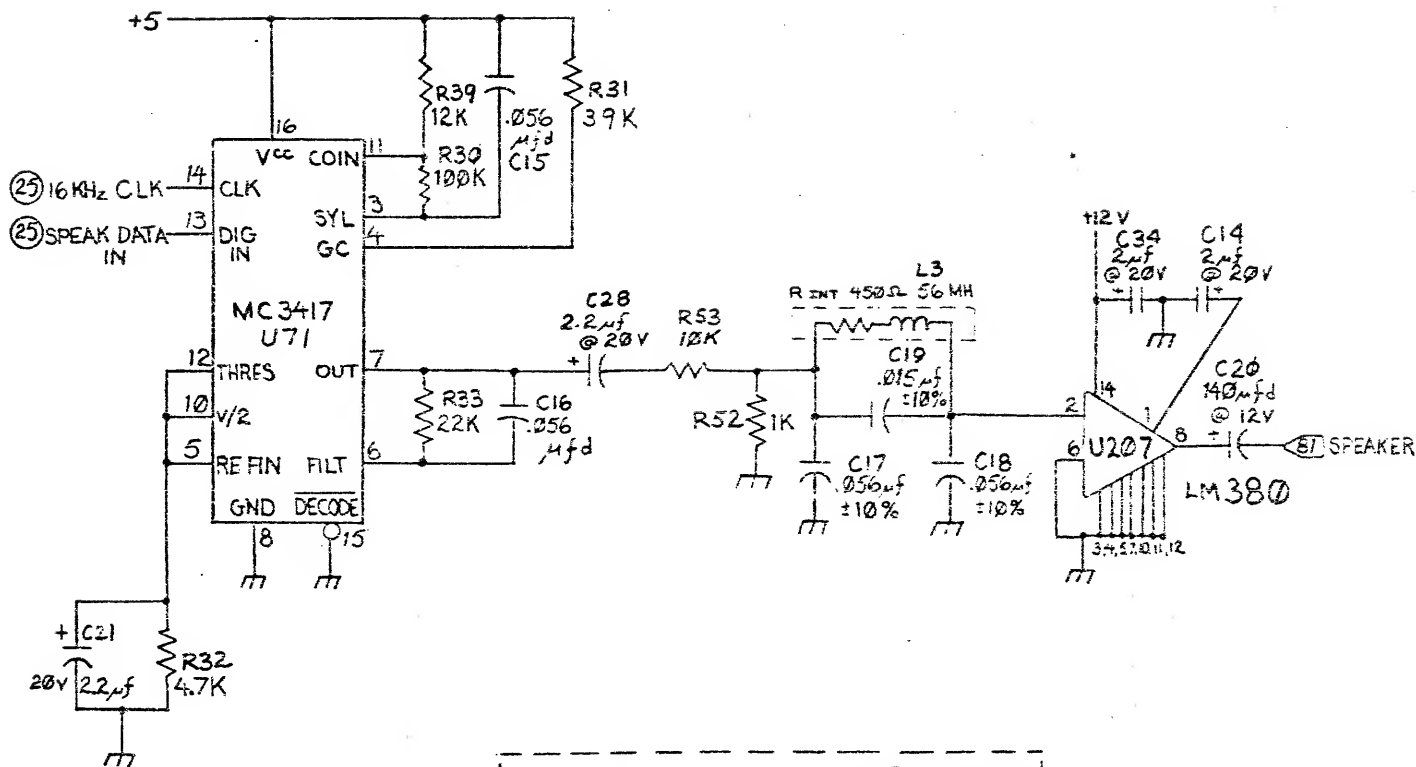 +5
R39
12K
.056
µfd
C15
R31
39K
16
Vcc
COIN
11
R30
100K
㉕ 16 KHz CLK
14
CLK
SYL
3
㉕ SPEAK DATA
IN
13
DIG
IN
GC
4
MC3417
U71
12
THRES
OUT
7
10
V/2
5
REFIN
FILT
6
GND
DECODE
8
15
R33
22K
C16
.056
µfd
C28
2.2µf
@ 20V
+
R53
10K
R52
1K
R INT 450Ω 56 MH
L3
C19
.015µf
±10%
C17
.056µf
±10%
C18
.056µf
±10%
+12V
C34
2µf
@ 20V
+
C14
2µf
@ 20V
+
14
2
1
6
U207
8
LM380
3,4,5,7,10,11,12
C20
140µfd
@ 12V
+
81 SPEAKER
+
C21
20V
2.2µf
R32
4.7K